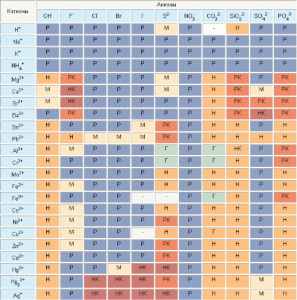 Катионы Анионы
OH⁻ F⁻ Cl⁻ Br⁻ I⁻ S²⁻ NO₃⁻ CO₃²⁻ SiO₃²⁻ SO₄²⁻ PO₄³⁻
H⁺ Р Р Р Р М Р - Н Р Р
Na⁺ Р Р Р Р Р Р Р Р Р Р Р
K⁺ Р Р Р Р Р Р Р Р Р Р Р
NH₄⁺ Р Р Р Р Р Р Р Р Р Р Р
Mg²⁺ Н РК Р Р Р М Р Н РК Р РК
Ca²⁺ М НК Р Р Р М Р Н РК М РК
Sr²⁺ М НК Р Р Р Р Р Н РК РК РК
Ba²⁺ Р РК Р Р Р Р Р Н РК НК РК
Sn²⁺ Н Р Р Р М РК Р Н Н Р Н
Pb²⁺ Н Н М М М РК Р Н Н Н Н
Al³⁺ Н М Р Р Р Г Р Г НК Р РК
Cr³⁺ Н Р Р Р Р Г Р Г Н Р РК
Mn²⁺ Н Р Р Р Р Н Р Н Н Р Н
Fe²⁺ Н М Р Р Р Н Р Н Н Р Н
Fe³⁺ Н Р Р Р - - Р Г Н Р РК
Co²⁺ Н М Р Р Р Н Р Н Н Р Н
Ni²⁺ Н М Р Р Р РК Р Н Н Р Н
Cu²⁺ Н М Р Р - Н Р Г Н Р Н
Zn²⁺ Н М Р Р Р РК Р Н Н Р Н
Cd²⁺ Н Р Р Р Р РК Р Н Н Р Н
Hg²⁺ Н Р Р М НК НК Р Н Н Р Н
Hg₂²⁺ Н Р НК НК НК РК Р Н Н М Н
Ag⁺ Н Р НК НК НК НК Р Н Н М Н